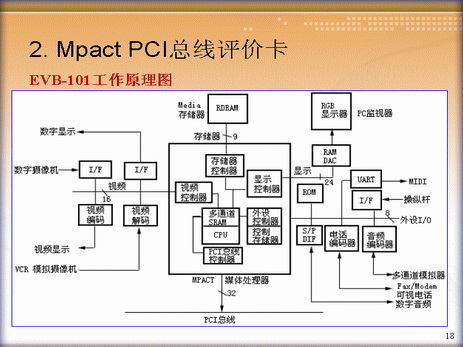 2. Mpact PCI总线评价卡
EVB-101工作原理图
Media
存储器
RDRAM
RGB
显示器
PC监视器
数字显示
存储器
9
RAM
DAC
数字摄像机
I/F
I/F
存储器
控制器
显示
控制器
显示
24
UART
MIDI
视频
16
视频
控制器
ROM
I/F
操纵杆
视频
编码
视频
解码
多通道
SRAM
外设
控制器
8
外设I/O
CPU
控制
存储器
S/P
DIF
电话
编码器
音频
编码器
视频显示
PCI总线
控制器
VCR 模拟摄像机
MPACT
媒体处理器
多通道模拟器
32
Fax/Modem
可视电话
数字音频
PCI总线
18